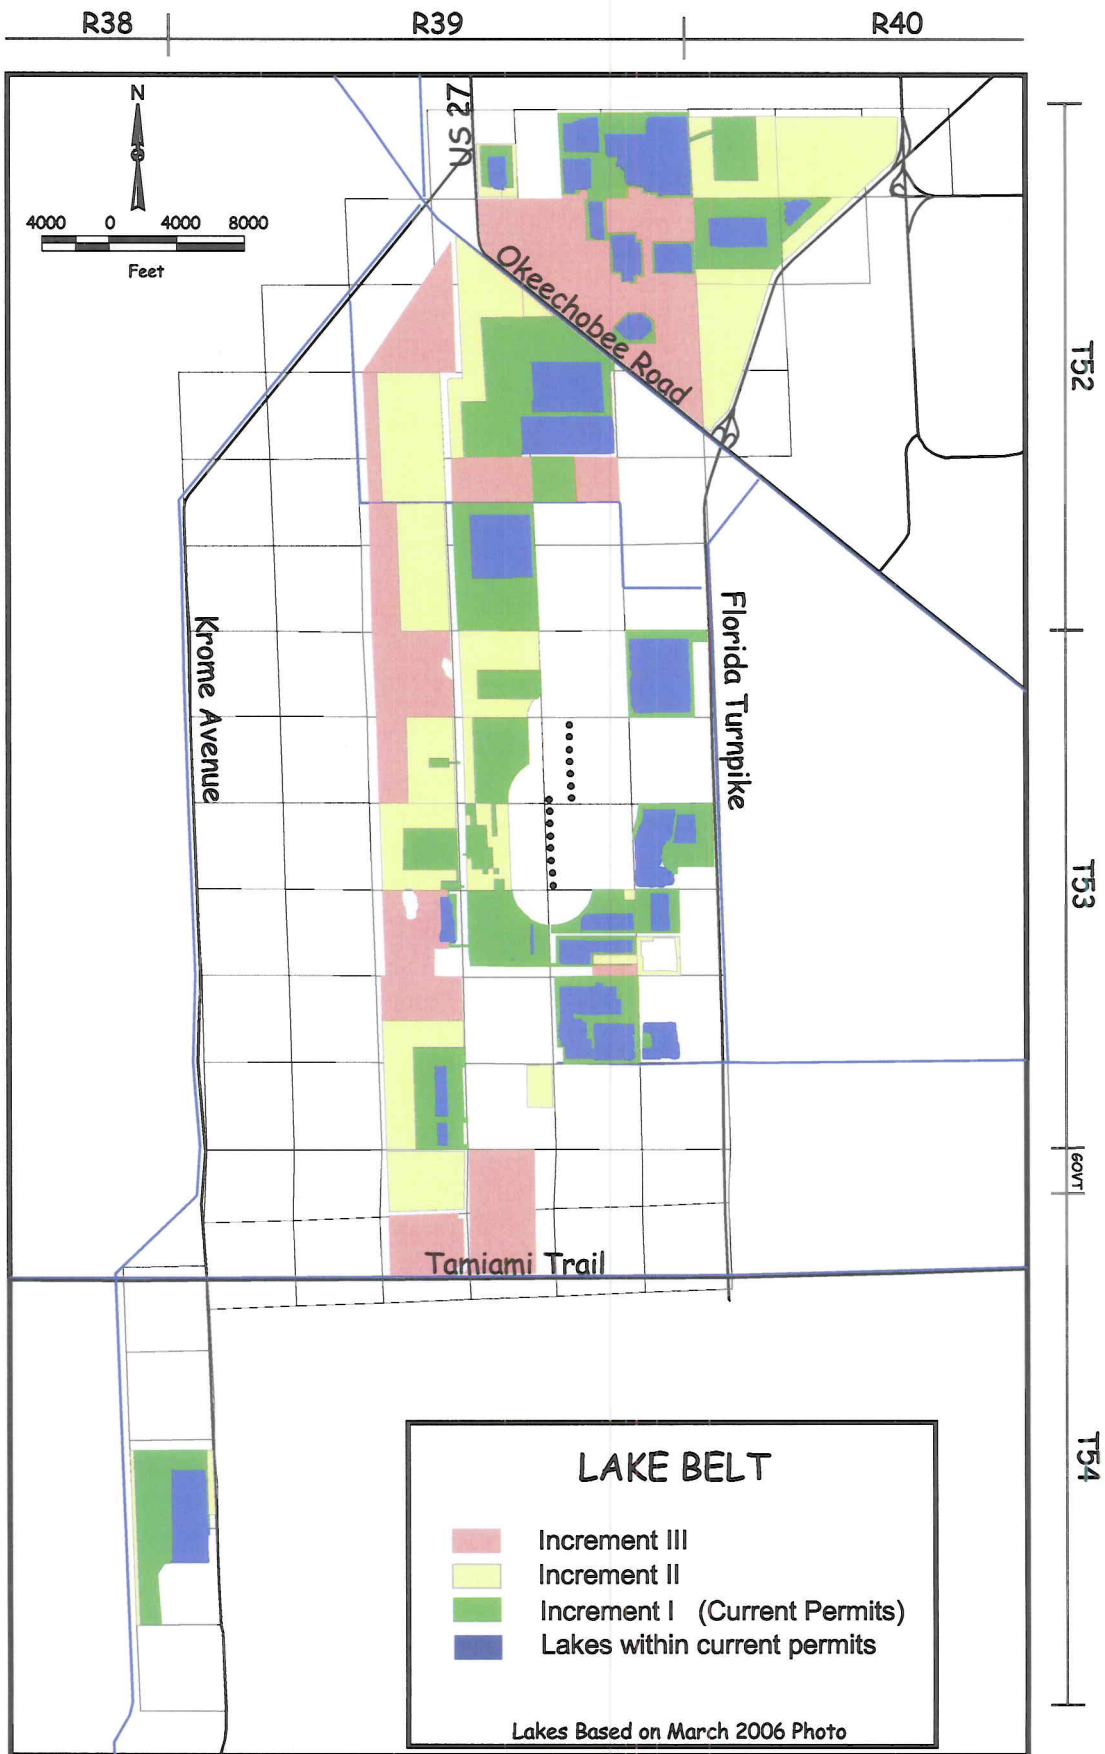 R38 R39 R40
US 27
N
4000 0 4000 8000
Feet
Okeechobee Road
T52
Krome Avenue
Florida Turnpike
T53
GOVT
Tamiami Trail
T54
LAKE BELT
Increment III
Increment II
Increment I (Current Permits)
Lakes within current permits
Lakes Based on March 2006 Photo